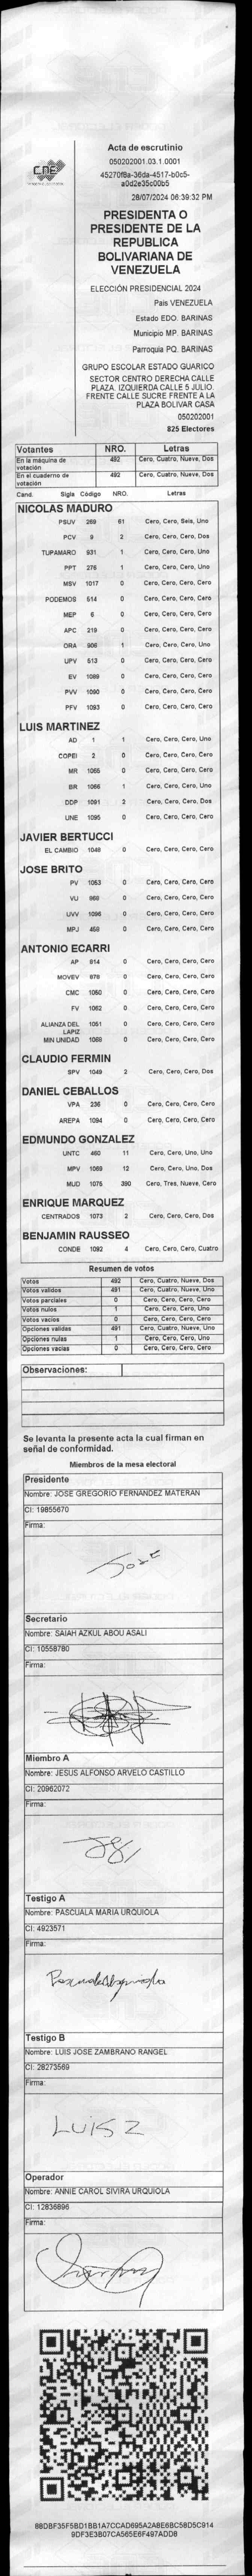 CNE
Acta de escrutinio
050202001.03.1.0001
45270f8a-36da-4517-b0c5-
a0d2e35c00b5
28/07/2024 06:39:32 PM
PRESIDENTA O
PRESIDENTE DE LA
REPUBLICA
BOLIVARIANA DE
VENEZUELA
ELECCIÓN PRESIDENCIAL 2024
Pais VENEZUELA
Estado EDO. BARINAS
Municipio MP. BARINAS
Parroquia PQ. BARINAS
GRUPO ESCOLAR ESTADO GUARICO
SECTOR CENTRO DERECHA CALLE
PLAZA. IZQUIERDA CALLE 5 JULIO.
FRENTE CALLE SUCRE FRENTE A LA
PLAZA BOLIVAR CASA
050202001
825 Electores
Votantes NRO. Letras
En la máquina de votación 492 Cero, Cuatro, Nueve, Dos
En el cuaderno de votación 492 Cero, Cuatro, Nueve, Dos
Cand. Sigla Código NRO. Letras
NICOLAS MADURO
PSUV 269 61 Cero, Cero, Seis, Uno
PCV 9 2 Cero, Cero, Cero, Dos
TUPAMARO 931 1 Cero, Cero, Cero, Uno
PPT 276 1 Cero, Cero, Cero, Uno
MSV 1017 0 Cero, Cero, Cero, Cero
PODEMOS 514 0 Cero, Cero, Cero, Cero
MEP 6 0 Cero, Cero, Cero, Cero
APC 219 0 Cero, Cero, Cero, Cero
ORA 906 1 Cero, Cero, Cero, Uno
UPV 513 0 Cero, Cero, Cero, Cero
EV 1089 0 Cero, Cero, Cero, Cero
PVV 1090 0 Cero, Cero, Cero, Cero
PFV 1093 0 Cero, Cero, Cero, Cero
LUIS MARTINEZ
AD 1 1 Cero, Cero, Cero, Uno
COPEI 2 0 Cero, Cero, Cero, Cero
MR 1055 0 Cero, Cero, Cero, Cero
BR 1066 1 Cero, Cero, Cero, Uno
DDP 1091 2 Cero, Cero, Cero, Dos
UNE 1095 0 Cero, Cero, Cero, Cero
JAVIER BERTUCCI
EL CAMBIO 1048 0 Cero, Cero, Cero, Cero
JOSE BRITO
PV 1053 0 Cero, Cero, Cero, Cero
VU 868 0 Cero, Cero, Cero, Cero
UVV 1096 0 Cero, Cero, Cero, Cero
MPJ 458 0 Cero, Cero, Cero, Cero
ANTONIO ECARRI
AP 814 0 Cero, Cero, Cero, Cero
MOVEV 878 0 Cero, Cero, Cero, Cero
CMC 1050 0 Cero, Cero, Cero, Cero
FV 1052 0 Cero, Cero, Cero, Cero
ALIANZA DEL LAPIZ 1051 0 Cero, Cero, Cero, Cero
MIN UNIDAD 1068 0 Cero, Cero, Cero, Cero
CLAUDIO FERMIN
SPV 1049 2 Cero, Cero, Cero, Dos
DANIEL CEBALLOS
VPA 236 0 Cero, Cero, Cero, Cero
AREPA 1094 0 Cero, Cero, Cero, Cero
EDMUNDO GONZALEZ
UNTC 460 11 Cero, Cero, Uno, Uno
MPV 1069 12 Cero, Cero, Uno, Dos
MUD 1075 390 Cero, Tres, Nueve, Cero
ENRIQUE MARQUEZ
CENTRADOS 1073 2 Cero, Cero, Cero, Dos
BENJAMIN RAUSSEO
CONDE 1092 4 Cero, Cero, Cero, Cuatro
Resumen de votos
Votos 492 Cero, Cuatro, Nueve, Dos
Votos validos 491 Cero, Cuatro, Nueve, Uno
Votos parciales 0 Cero, Cero, Cero, Cero
Votos nulos 1 Cero, Cero, Cero, Uno
Votos vacios 0 Cero, Cero, Cero, Cero
Opciones validas 491 Cero, Cuatro, Nueve, Uno
Opciones nulas 1 Cero, Cero, Cero, Uno
Opciones vacias 0 Cero, Cero, Cero, Cero
Observaciones:
Se levanta la presente acta la cual firman en
señal de conformidad.
Miembros de la mesa electoral
Presidente
Nombre: JOSE GREGORIO FERNANDEZ MATERAN
CI: 19855670
Firma:
Jose
Secretario
Nombre: SAIAH AZKUL ABOU ASALI
CI: 10558780
Firma:
Miembro A
Nombre: JESUS ALFONSO ARVELO CASTILLO
CI: 20962072
Firma:
Testigo A
Nombre: PASCUALA MARIA URQUIOLA
CI: 4923571
Firma:
Pascuala Urquiola
Testigo B
Nombre: LUIS JOSE ZAMBRANO RANGEL
CI: 28273569
Firma:
LUIS Z
Operador
Nombre: ANNIE CAROL SIVIRA URQUIOLA
CI: 12836896
Firma:
88DBF35F5BD1BB1A7CCAD695A2A8E6BC58D5C914
9DF3E3B07CA565E6F497ADD8